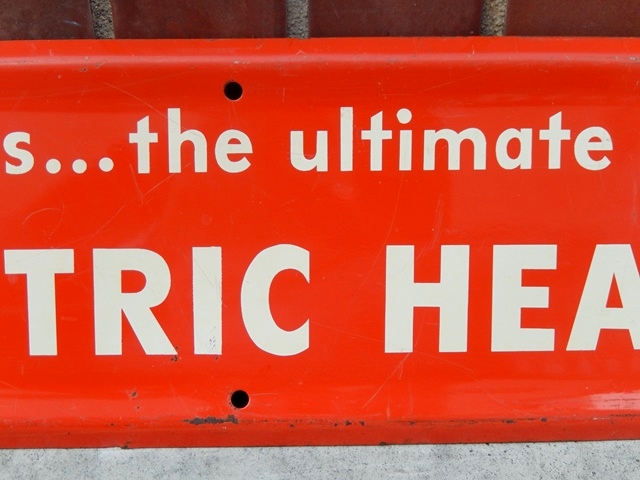 s...the ultimate
TRIC HEA